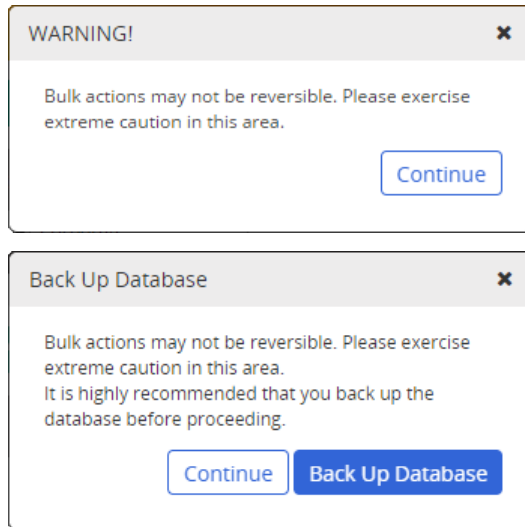 WARNING!
Bulk actions may not be reversible. Please exercise
extreme caution in this area.
Continue
Back Up Database
Bulk actions may not be reversible. Please exercise
extreme caution in this area.
It is highly recommended that you back up the
database before proceeding.
Continue Back Up Database